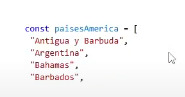 const paisesAmerica = [
"Antigua y Barbuda",
"Argentina",
"Bahamas",
"Barbados",